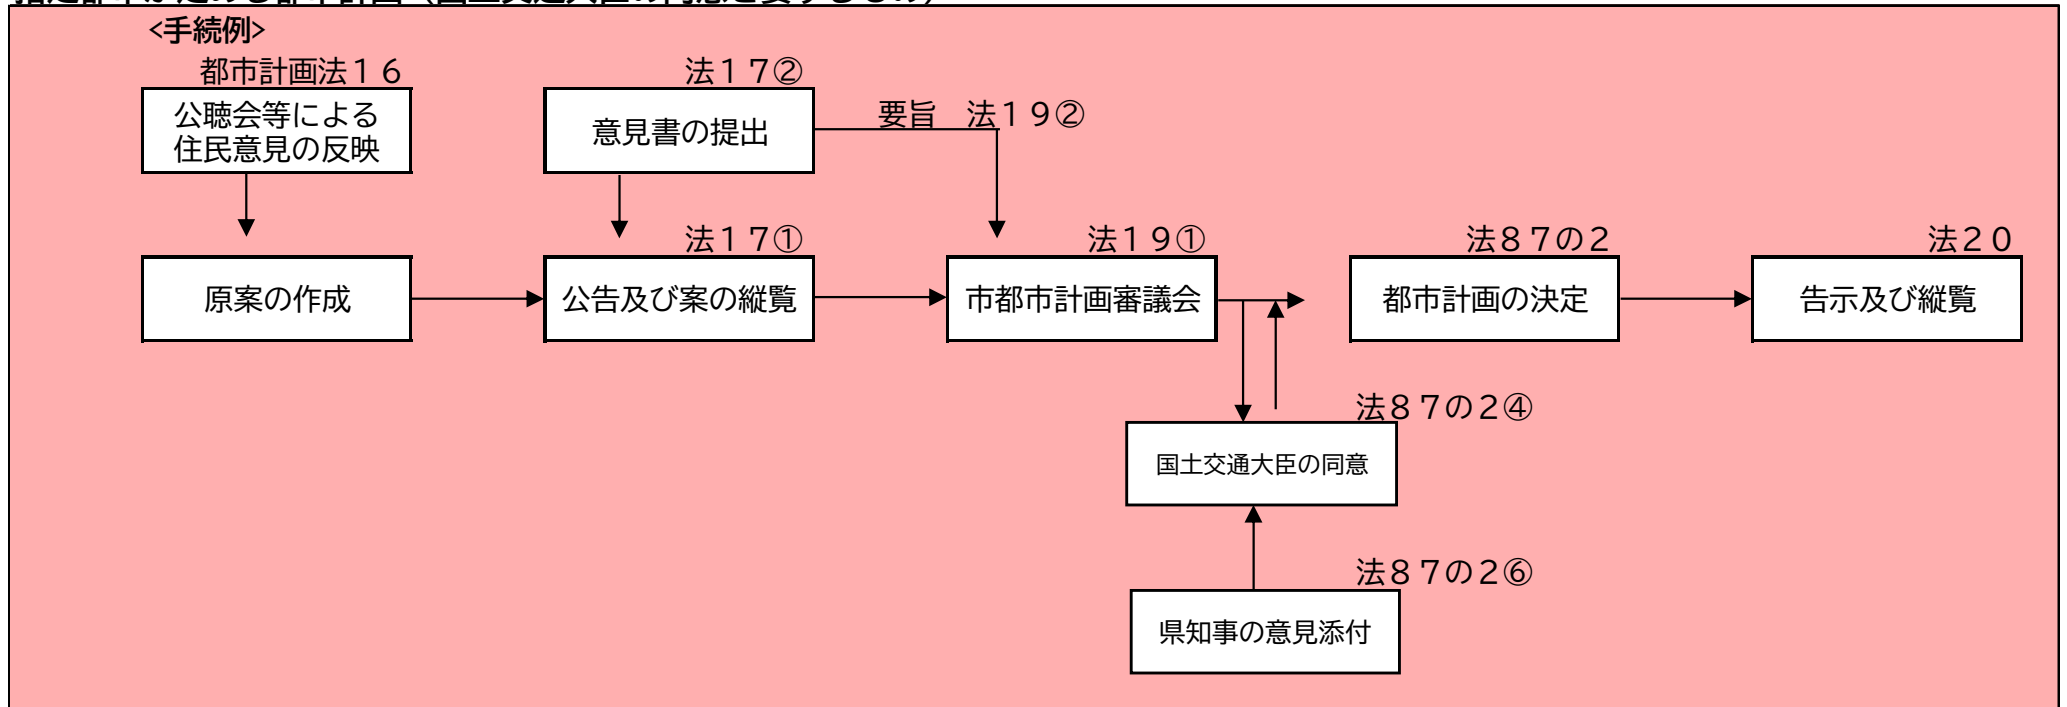 <手続例>
都市計画法16
公聴会等による
住民意見の反映
法17②
意見書の提出
要旨　法19②
原案の作成
法17①
公告及び案の縦覧
法19①
市都市計画審議会
法87の2
都市計画の決定
法20
告示及び縦覧
法87の2④
国土交通大臣の同意
法87の2⑥
県知事の意見添付